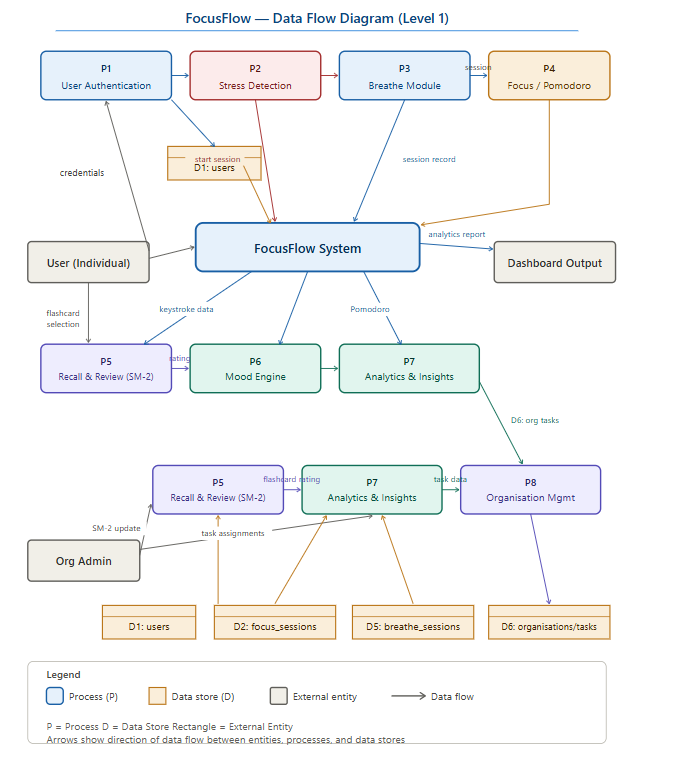 FocusFlow — Data Flow Diagram (Level 1)
P1
User Authentication
P2
Stress Detection
P3
Breathe Module
session
P4
Focus / Pomodoro
start session
D1: users
session record
credentials
analytics report
User (Individual)
FocusFlow System
Dashboard Output
flashcard
selection
keystroke data
Pomodoro
P5
Recall & Review (SM-2)
rating
P6
Mood Engine
P7
Analytics & Insights
D6: org tasks
P5
Recall & Review (SM-2)
flashcard rating
P7
Analytics & Insights
task data
P8
Organisation Mgmt
SM-2 update
task assignments
Org Admin
D1: users
D2: focus_sessions
D5: breathe_sessions
D6: organisations/tasks
Legend
Process (P)
Data store (D)
External entity
Data flow
P = Process D = Data Store Rectangle = External Entity
Arrows show direction of data flow between entities, processes, and data stores